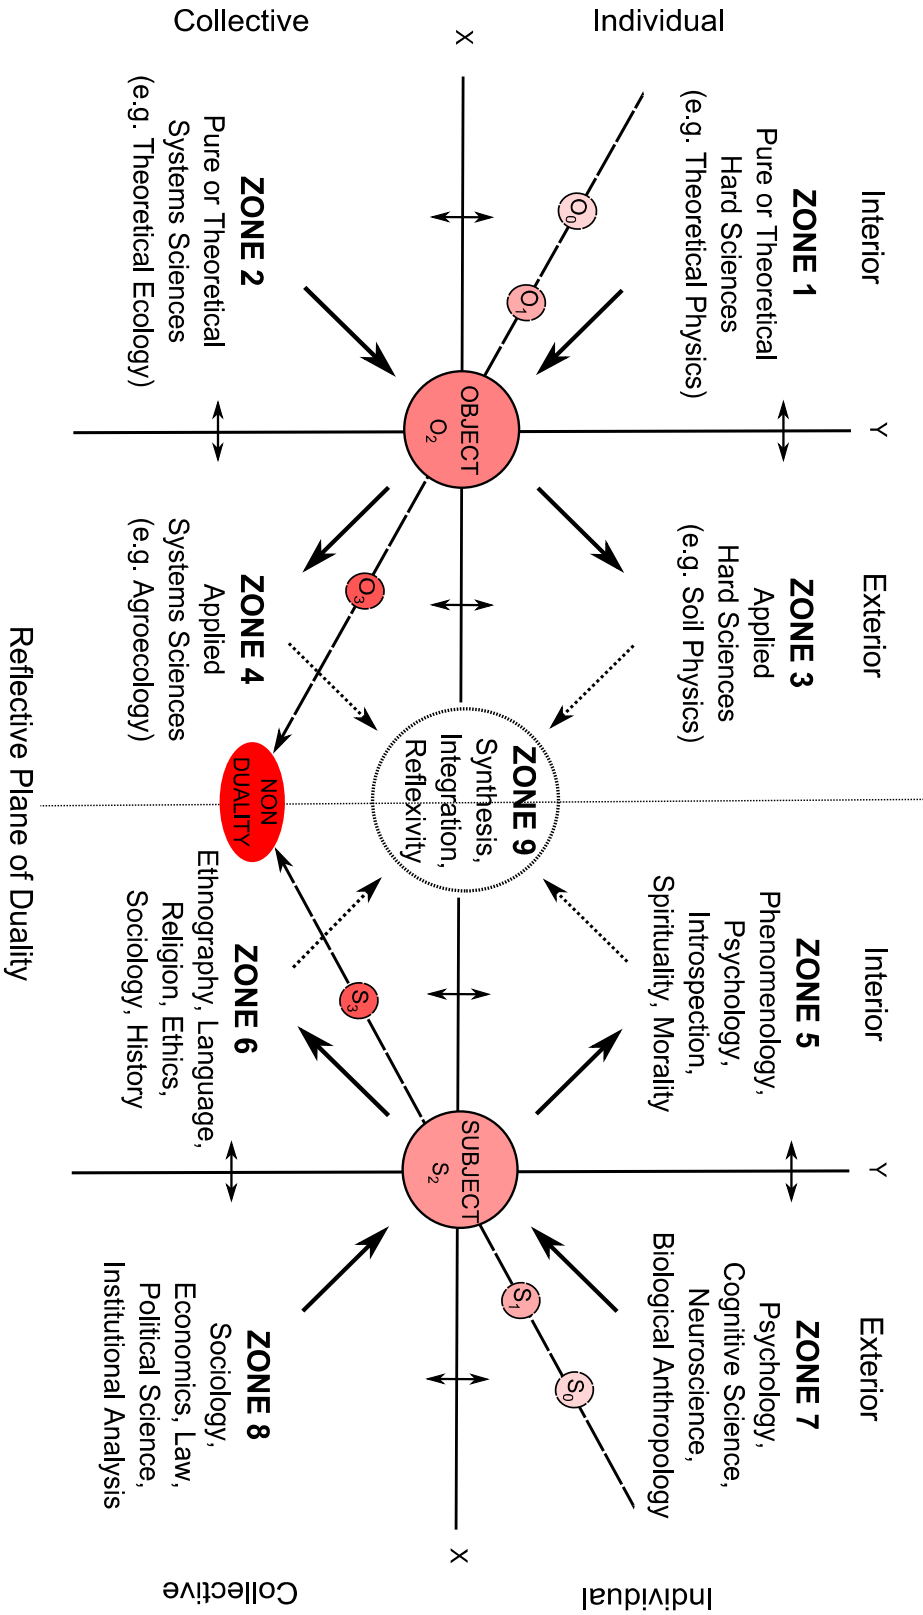 Interior
Exterior
Interior
Exterior
Individual
ZONE 1
Pure or Theoretical
Hard Sciences
(e.g. Theoretical Physics)
Y
ZONE 3
Applied
Hard Sciences
(e.g. Soil Physics)
ZONE 5
Phenomenology,
Psychology,
Introspection,
Spirituality, Morality
Y
ZONE 7
Psychology,
Cognitive Science,
Neuroscience,
Biological Anthropology
Individual
O0
O1
X
OBJECT
O2
ZONE 9
Synthesis,
Integration,
Reflexivity
SUBJECT
S2
S1
S0
X
O3
S3
Collective
ZONE 2
Pure or Theoretical
Systems Sciences
(e.g. Theoretical Ecology)
ZONE 4
Applied
Systems Sciences
(e.g. Agroecology)
NON
DUALITY
ZONE 6
Ethnography, Language,
Religion, Ethics,
Sociology, History
ZONE 8
Sociology,
Economics, Law,
Political Science,
Institutional Analysis
Collective
Reflective Plane of Duality